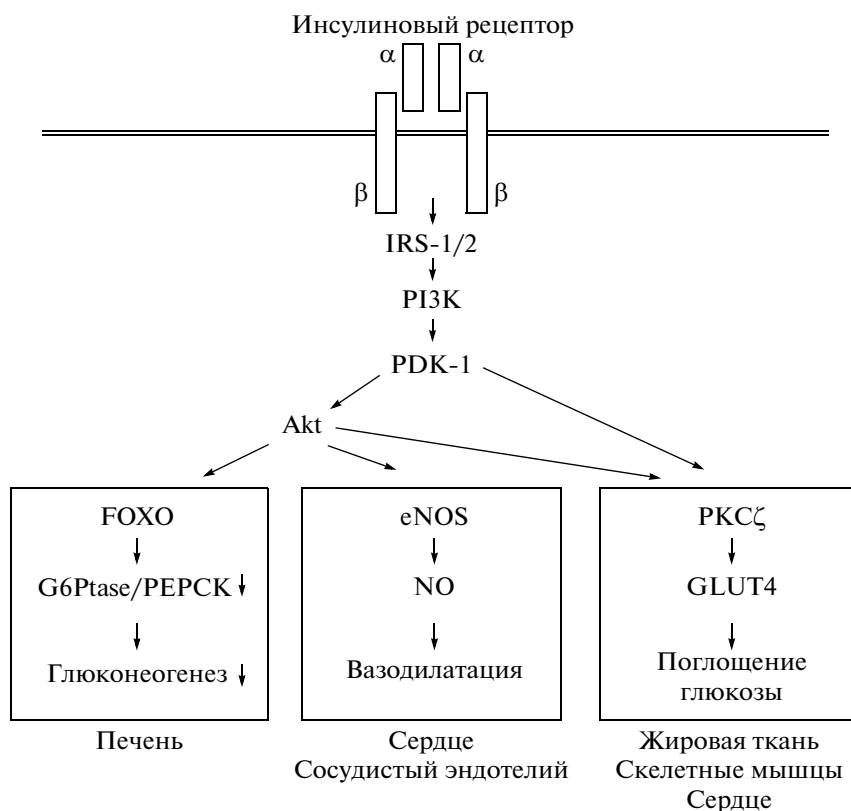 Инсулиновый рецептор
α α
β β
IRS-1/2
PI3K
PDK-1
Akt
FOXO
G6Ptase/PEPCK
Глюконеогенез
Печень
eNOS
NO
Вазодилатация
Сердце
Сосудистый эндотелий
PKCζ
GLUT4
Поглощение
глюкозы
Жировая ткань
Скелетные мышцы
Сердце